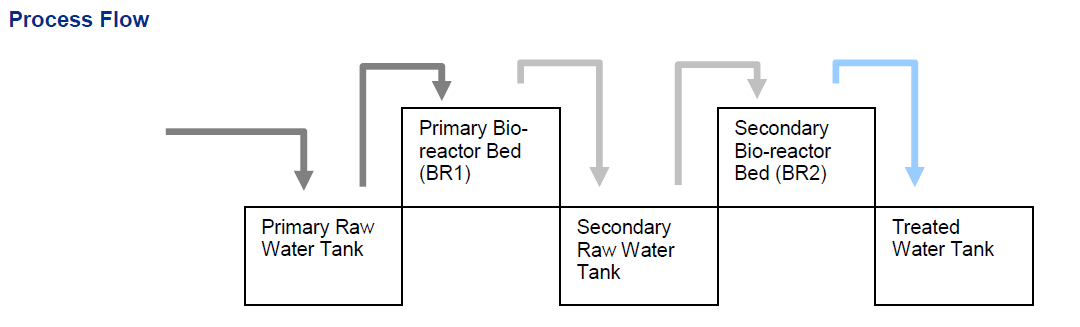 Process Flow
Primary Bio-
reactor Bed
(BR1)
Secondary
Bio-reactor
Bed (BR2)
Primary Raw
Water Tank
Secondary
Raw Water
Tank
Treated
Water Tank